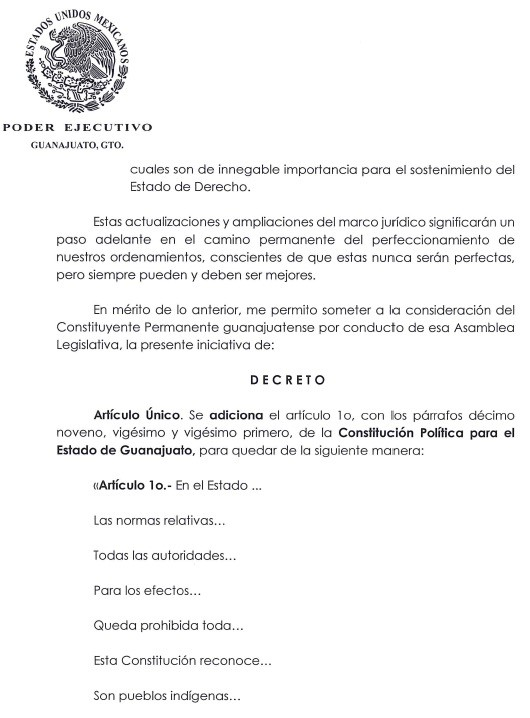 ESTADOS UNIDOS MEXICANOS
PODER EJECUTIVO
GUANAJUATO, GTO.
cuales son de innegable importancia para el sostenimiento del
Estado de Derecho.
Estas actualizaciones y ampliaciones del marco jurídico significarán un
paso adelante en el camino permanente del perfeccionamiento de
nuestros ordenamientos, conscientes de que estas nunca serán perfectas,
pero siempre pueden y deben ser mejores.
En mérito de lo anterior, me permito someter a la consideración del
Constituyente Permanente guanajuatense por conducto de esa Asamblea
Legislativa, la presente iniciativa de:
DECRETO
Artículo Único. Se adiciona el artículo 1o, con los párrafos décimo
noveno, vigésimo y vigésimo primero, de la Constitución Política para el
Estado de Guanajuato, para quedar de la siguiente manera:
«Artículo 1o.- En el Estado ...
Las normas relativas...
Todas las autoridades...
Para los efectos...
Queda prohibida toda...
Esta Constitución reconoce...
Son pueblos indígenas...